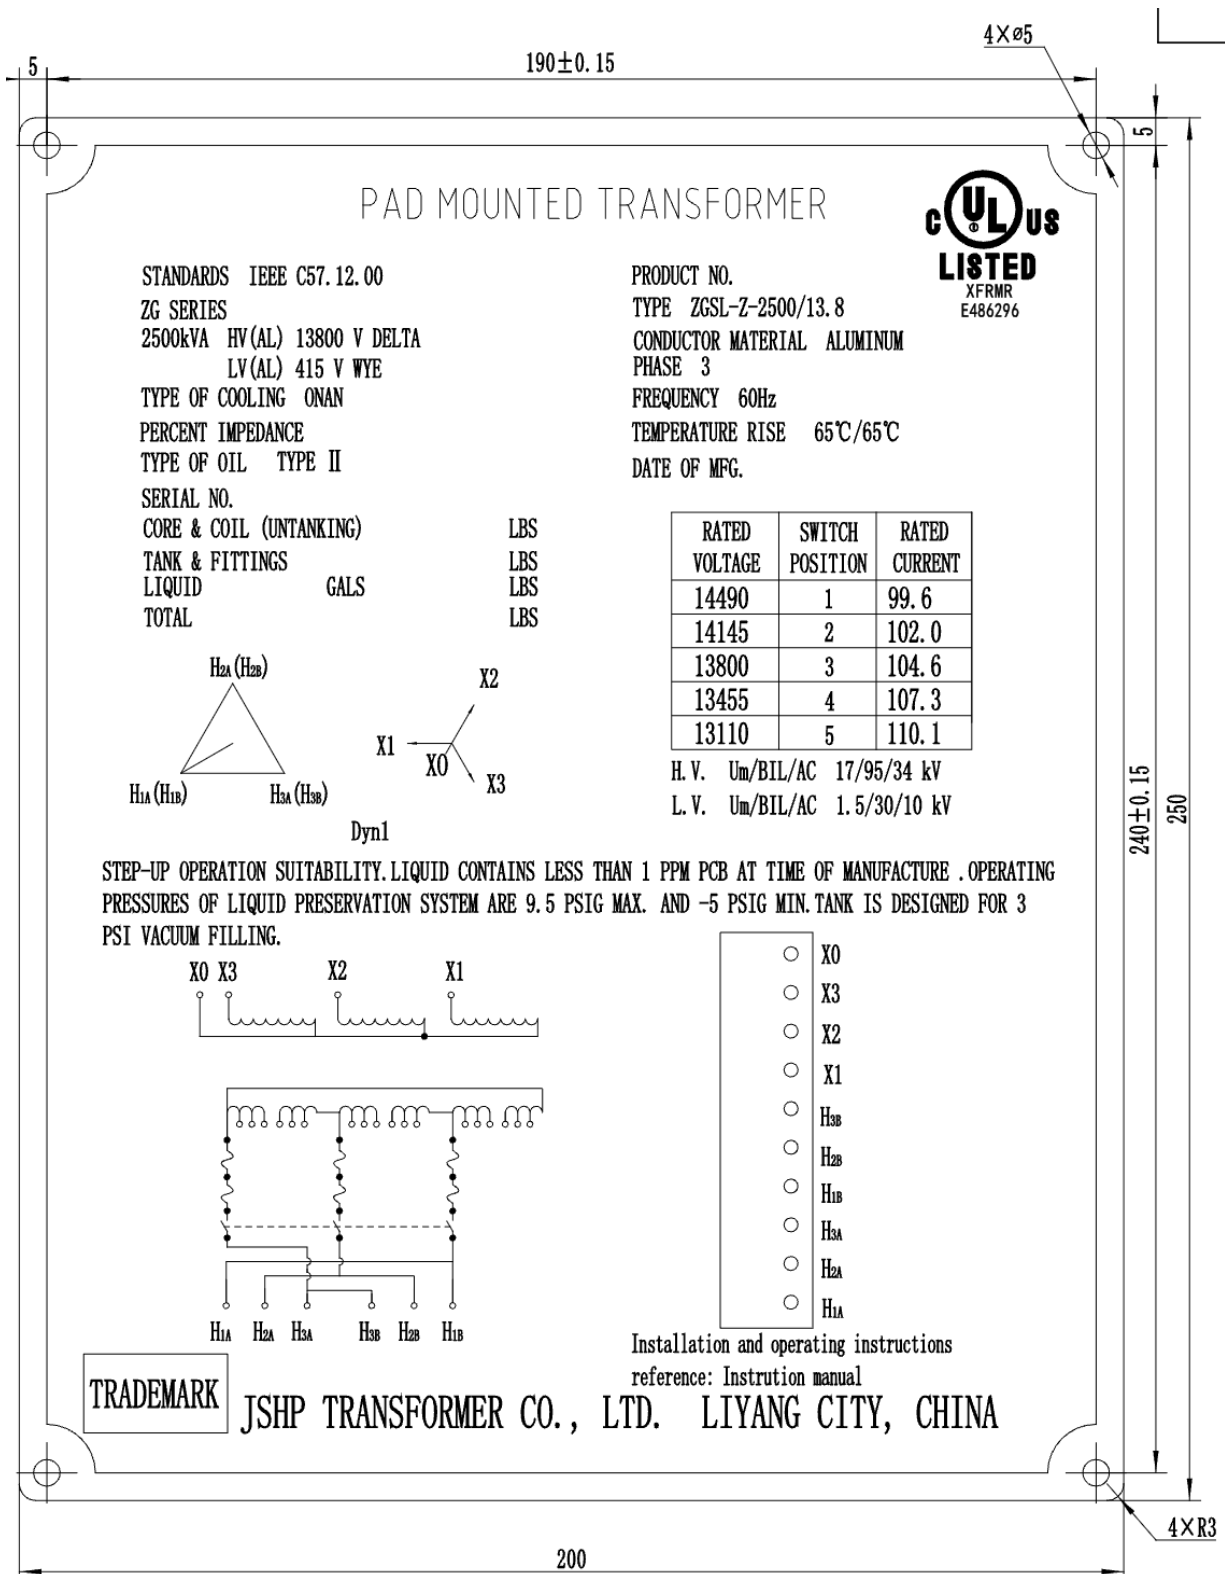 4×ø5
5
190±0.15
5
PAD MOUNTED TRANSFORMER
C UL US
LISTED
XFRMR
E486296
STANDARDS IEEE C57.12.00
ZG SERIES
2500kVA HV(AL) 13800 V DELTA
LV(AL) 415 V WYE
TYPE OF COOLING ONAN
PERCENT IMPEDANCE
TYPE OF OIL TYPE Ⅱ
SERIAL NO.
CORE & COIL (UNTANKING) LBS
TANK & FITTINGS LBS
LIQUID GALS LBS
TOTAL LBS
PRODUCT NO.
TYPE ZGSL-Z-2500/13.8
CONDUCTOR MATERIAL ALUMINUM
PHASE 3
FREQUENCY 60Hz
TEMPERATURE RISE 65℃/65℃
DATE OF MFG.
RATED VOLTAGE SWITCH POSITION RATED CURRENT
14490 1 99.6
14145 2 102.0
13800 3 104.6
13455 4 107.3
13110 5 110.1
H.V. Um/BIL/AC 17/95/34 kV
L.V. Um/BIL/AC 1.5/30/10 kV
H2A(H2B)
H1A(H1B)
H3A(H3B)
X2
X1
X0
X3
Dyn1
240±0.15
250
STEP-UP OPERATION SUITABILITY.LIQUID CONTAINS LESS THAN 1 PPM PCB AT TIME OF MANUFACTURE .OPERATING
PRESSURES OF LIQUID PRESERVATION SYSTEM ARE 9.5 PSIG MAX. AND -5 PSIG MIN.TANK IS DESIGNED FOR 3
PSI VACUUM FILLING.
X0 X3 X2 X1
H1A H2A H3A H3B H2B H1B
X0
X3
X2
X1
H3B
H2B
H1B
H3A
H2A
H1A
Installation and operating instructions
reference: Instrution manual
TRADEMARK
JSHP TRANSFORMER CO., LTD. LIYANG CITY, CHINA
4×R3
200